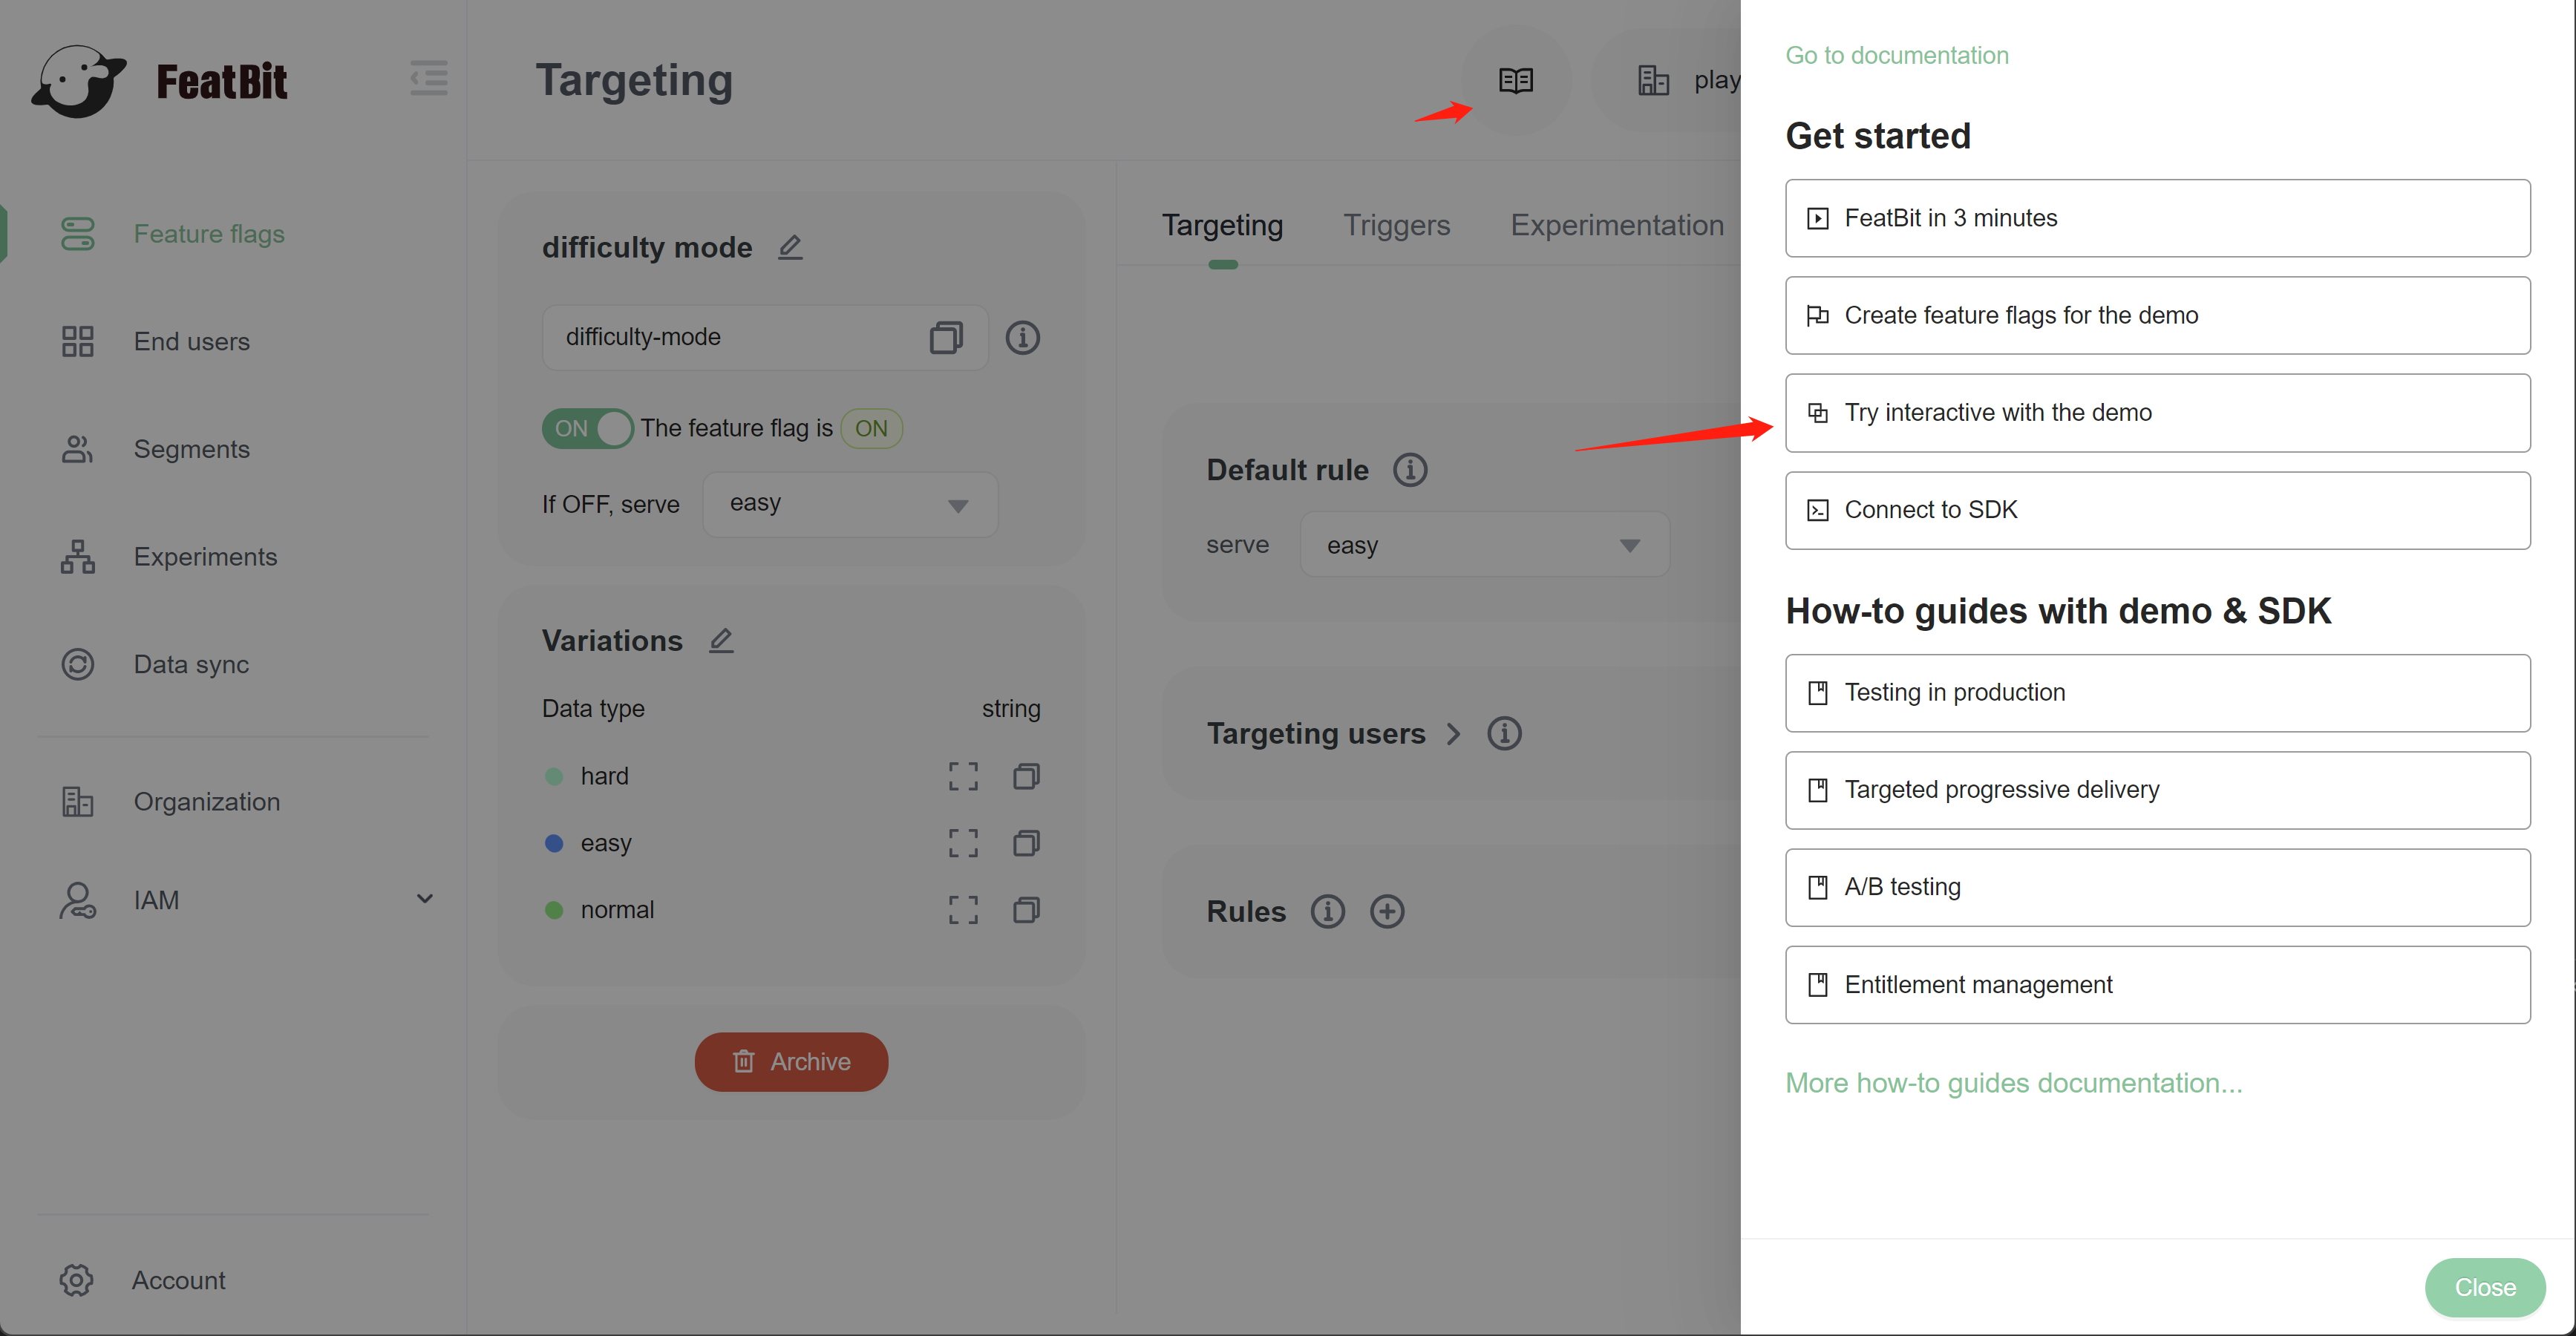 FeatBit
Feature flags
End users
Segments
Experiments
Data sync
Organization
IAM
Account
Targeting
play
difficulty mode
difficulty-mode
ON The feature flag is ON
If OFF, serve easy
Variations
Data type string
hard
easy
normal
Archive
Targeting Triggers Experimentation
Default rule
serve easy
Targeting users
Rules
Go to documentation
Get started
FeatBit in 3 minutes
Create feature flags for the demo
Try interactive with the demo
Connect to SDK
How-to guides with demo & SDK
Testing in production
Targeted progressive delivery
A/B testing
Entitlement management
More how-to guides documentation...
Close